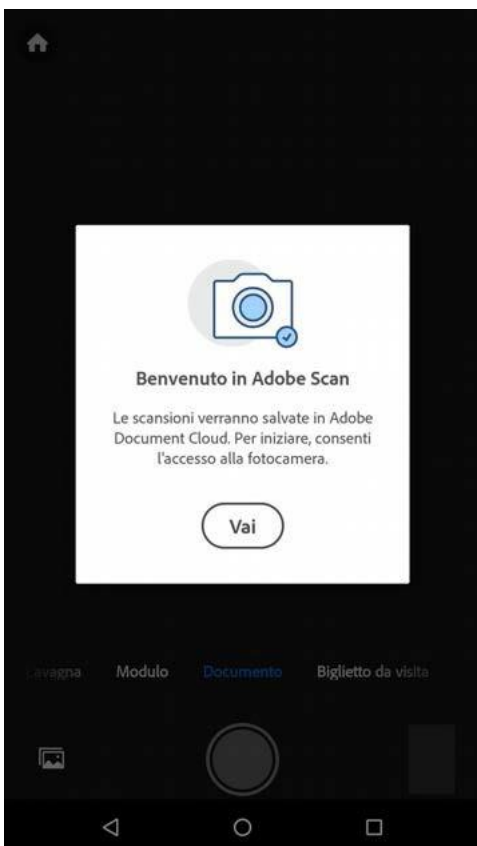 Benvenuto in Adobe Scan
Le scansioni verranno salvate in Adobe
Document Cloud. Per iniziare, consenti
l'accesso alla fotocamera.
Vai
Lavagna Modulo Documento Biglietto da visita